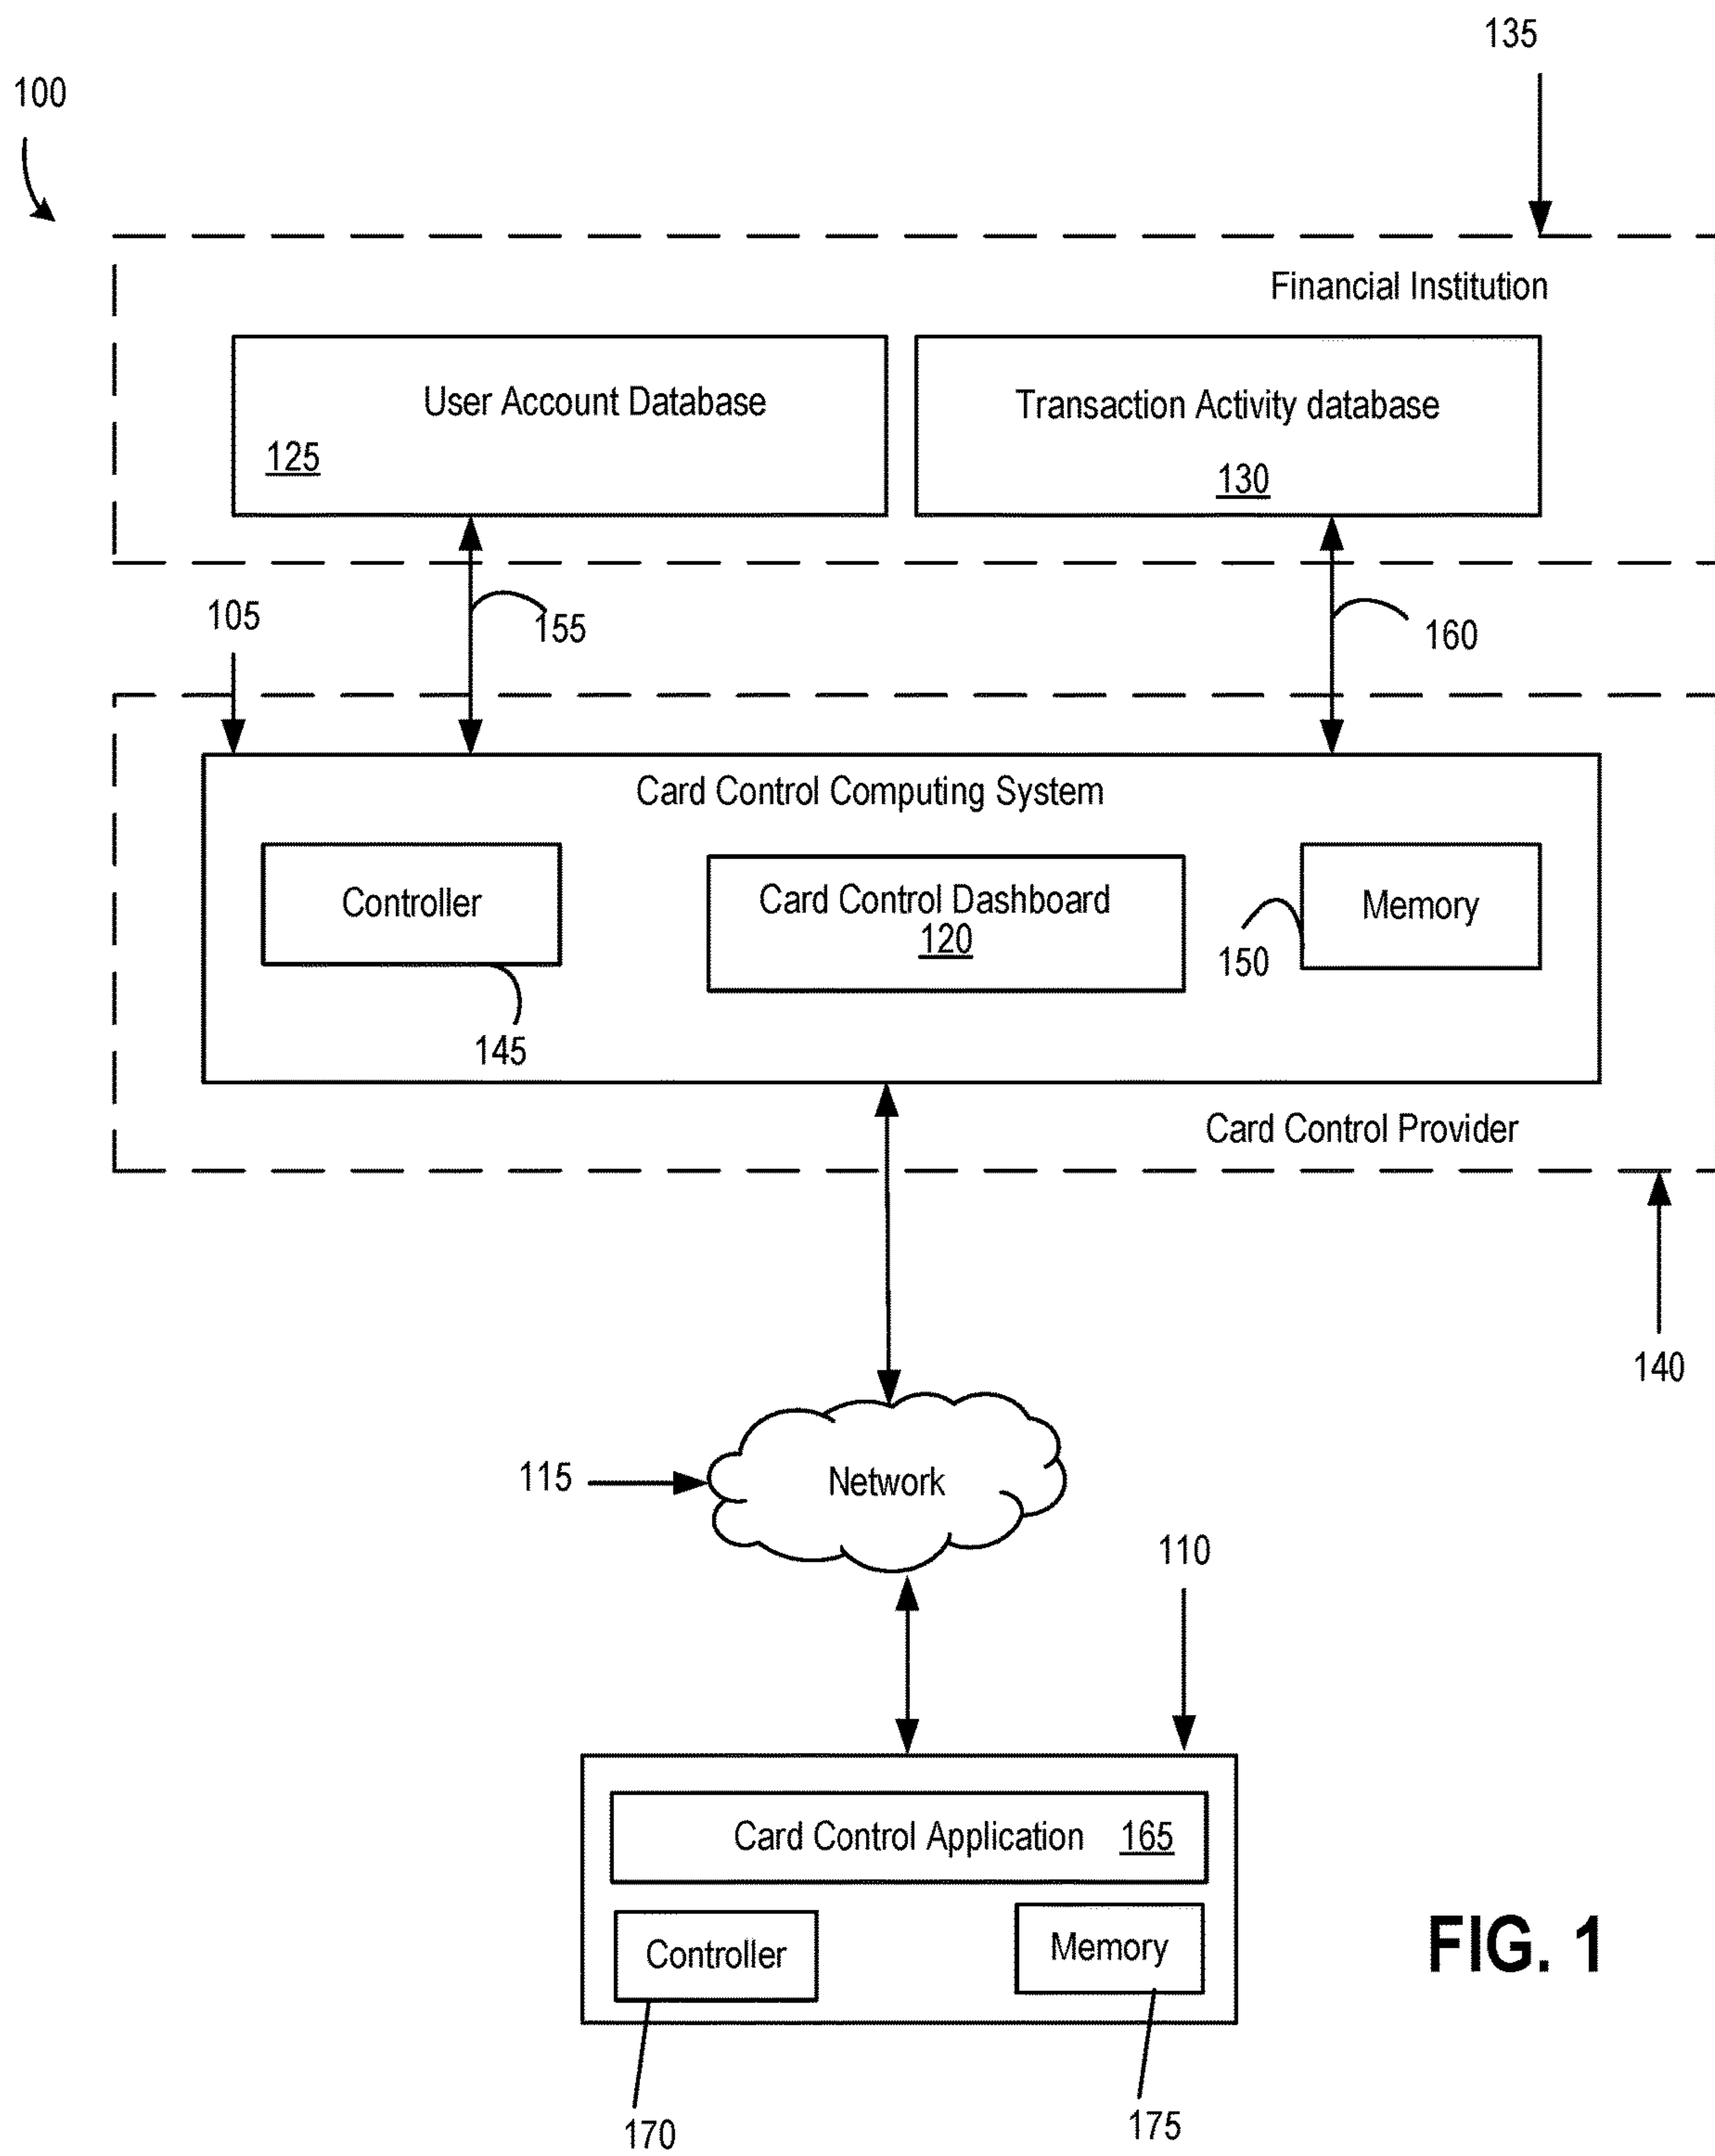 135
100
Financial Institution
User Account Database
125
Transaction Activity database
130
105
155
160
Card Control Computing System
Controller
Card Control Dashboard
120
Memory
150
145
Card Control Provider
140
115
Network
110
Card Control Application 165
Controller
Memory
FIG. 1
170
175